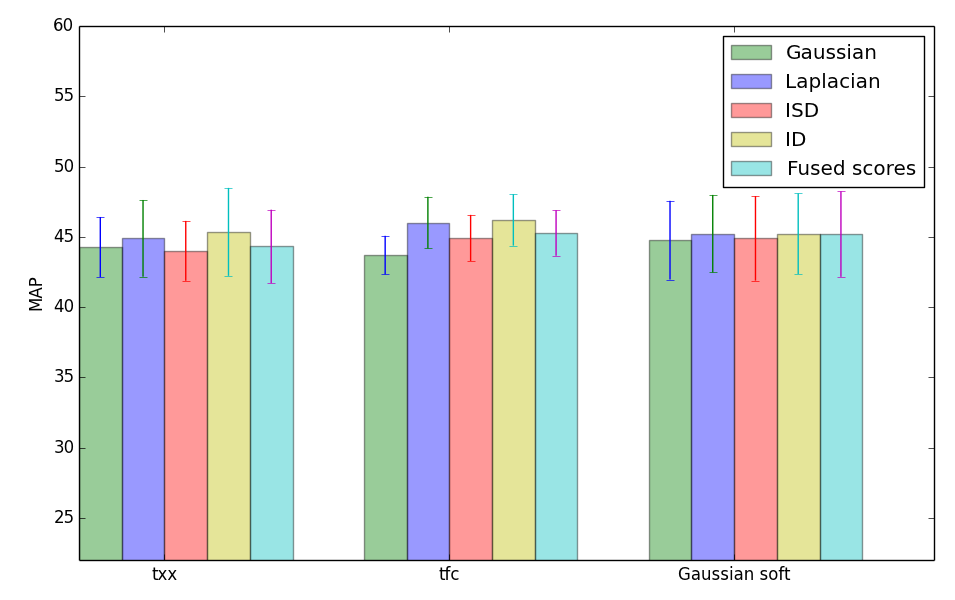 60
55
50
45
40
35
30
25
MAP
Gaussian
Laplacian
ISD
ID
Fused scores
txx
tfc
Gaussian soft